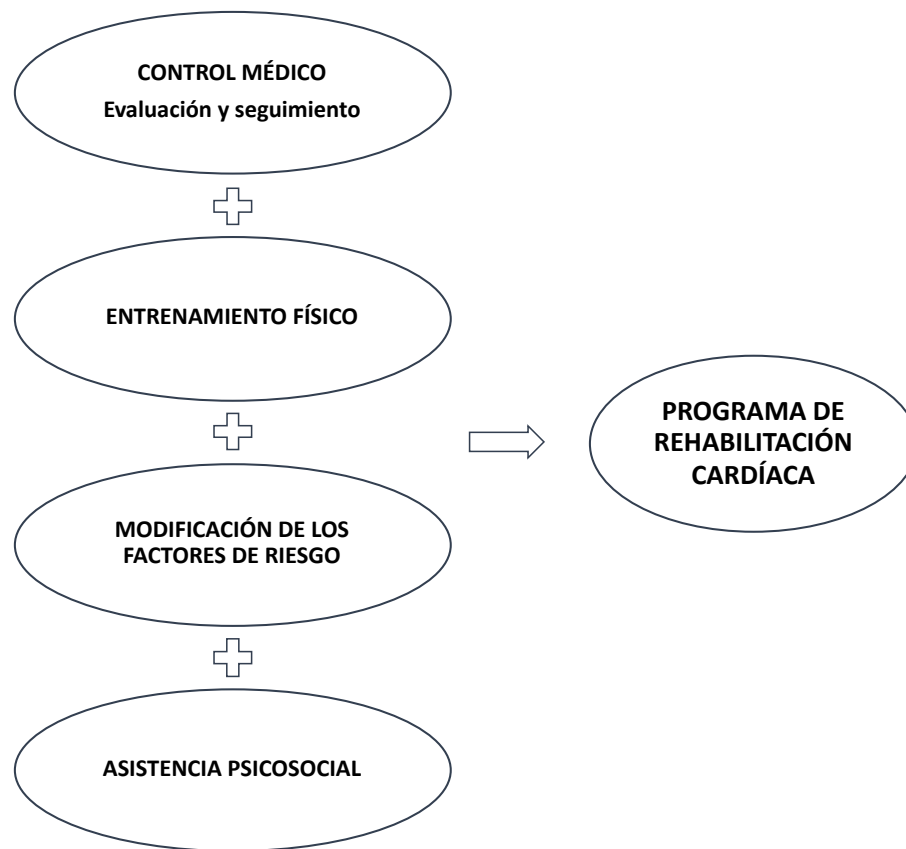 CONTROL MÉDICO
Evaluación y seguimiento
ENTRENAMIENTO FÍSICO
MODIFICACIÓN DE LOS
FACTORES DE RIESGO
ASISTENCIA PSICOSOCIAL
PROGRAMA DE
REHABILITACIÓN
CARDÍACA